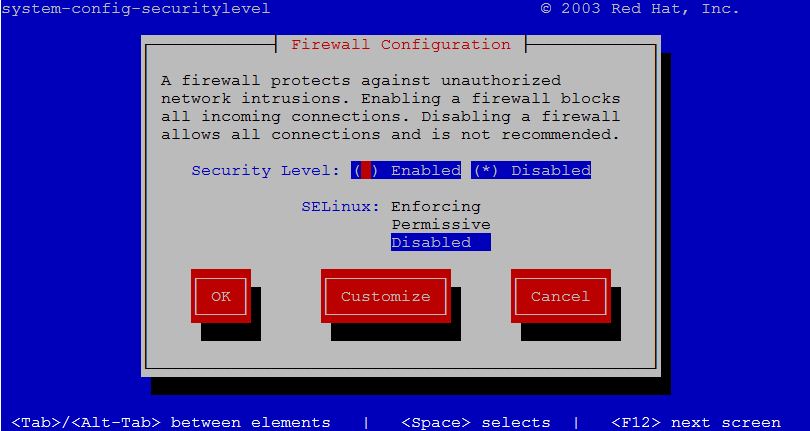 system-config-securitylevel © 2003 Red Hat, Inc.
Firewall Configuration
A firewall protects against unauthorized
network intrusions. Enabling a firewall blocks
all incoming connections. Disabling a firewall
allows all connections and is not recommended.
Security Level: ( ) Enabled (*) Disabled
SELinux: Enforcing
Permissive
Disabled
OK Customize Cancel
<Tab>/<Alt-Tab> between elements | <Space> selects | <F12> next screen